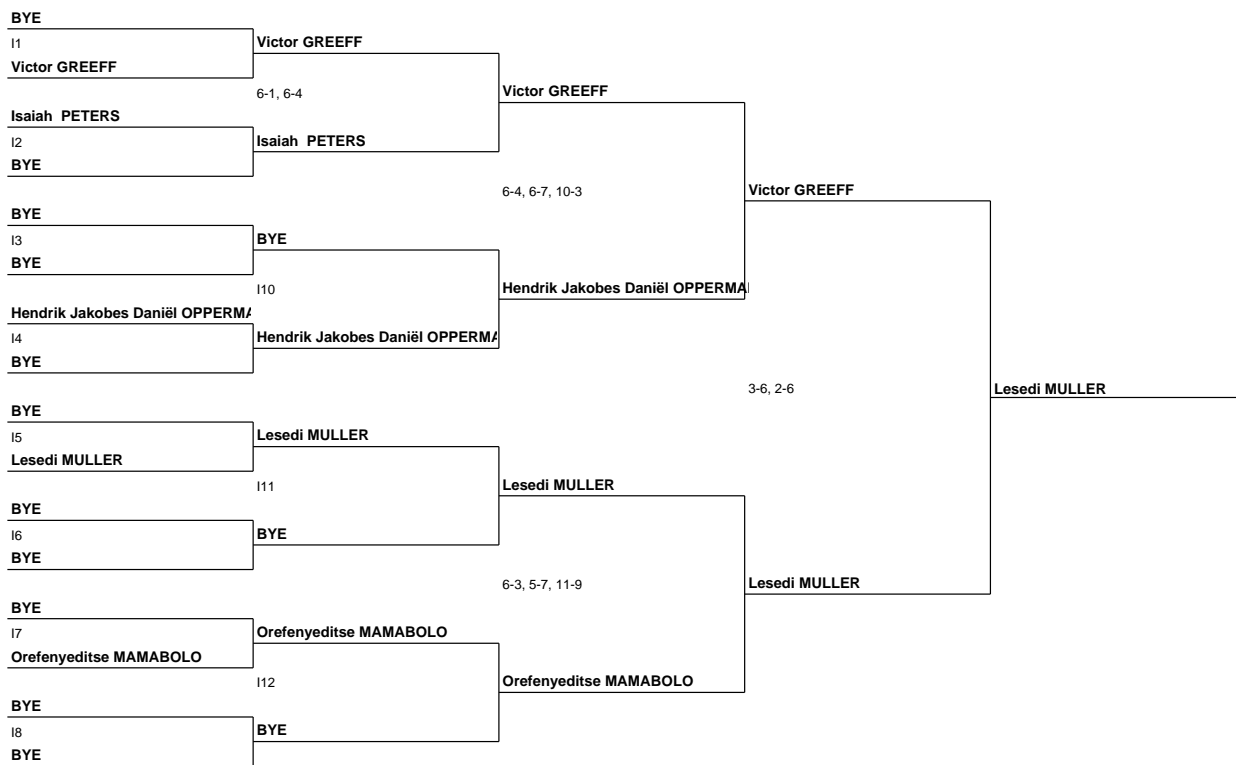 BYE
I1
Victor GREEFF
Isaiah  PETERS
I2
BYE
BYE
I3
BYE
Hendrik Jakobes Daniël OPPERMA
I4
BYE
BYE
I5
Lesedi MULLER
BYE
I6
BYE
BYE
I7
Orefenyeditse MAMABOLO
BYE
I8
BYE
Victor GREEFF
6-1, 6-4
Isaiah  PETERS
BYE
I10
Hendrik Jakobes Daniël OPPERMA
Lesedi MULLER
I11
BYE
Orefenyeditse MAMABOLO
I12
BYE
Victor GREEFF
6-4, 6-7, 10-3
Hendrik Jakobes Daniël OPPERMA
Lesedi MULLER
6-3, 5-7, 11-9
Orefenyeditse MAMABOLO
Victor GREEFF
3-6, 2-6
Lesedi MULLER
Lesedi MULLER